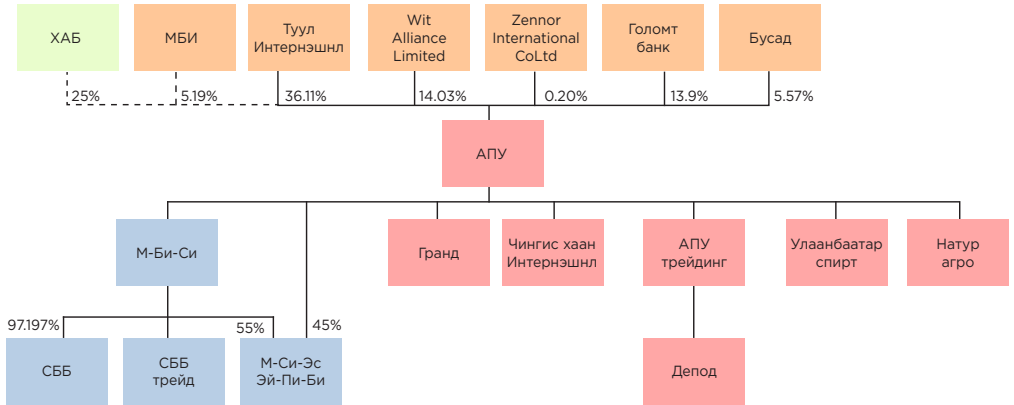 ХАБ
МБИ
Туул
Интернэшнл
Wit
Alliance
Limited
Zennor
International
CoLtd
Голомт
банк
Бусад
25%
5.19%
36.11%
14.03%
0.20%
13.9%
5.57%
АПУ
М-Би-Си
Гранд
Чингис хаан
Интернэшнл
АПУ
трейдинг
Улаанбаатар
спирт
Натур
агро
97.197%
55%
45%
СББ
СББ
трейд
М-Си-Эс
Эй-Пи-Би
Депод